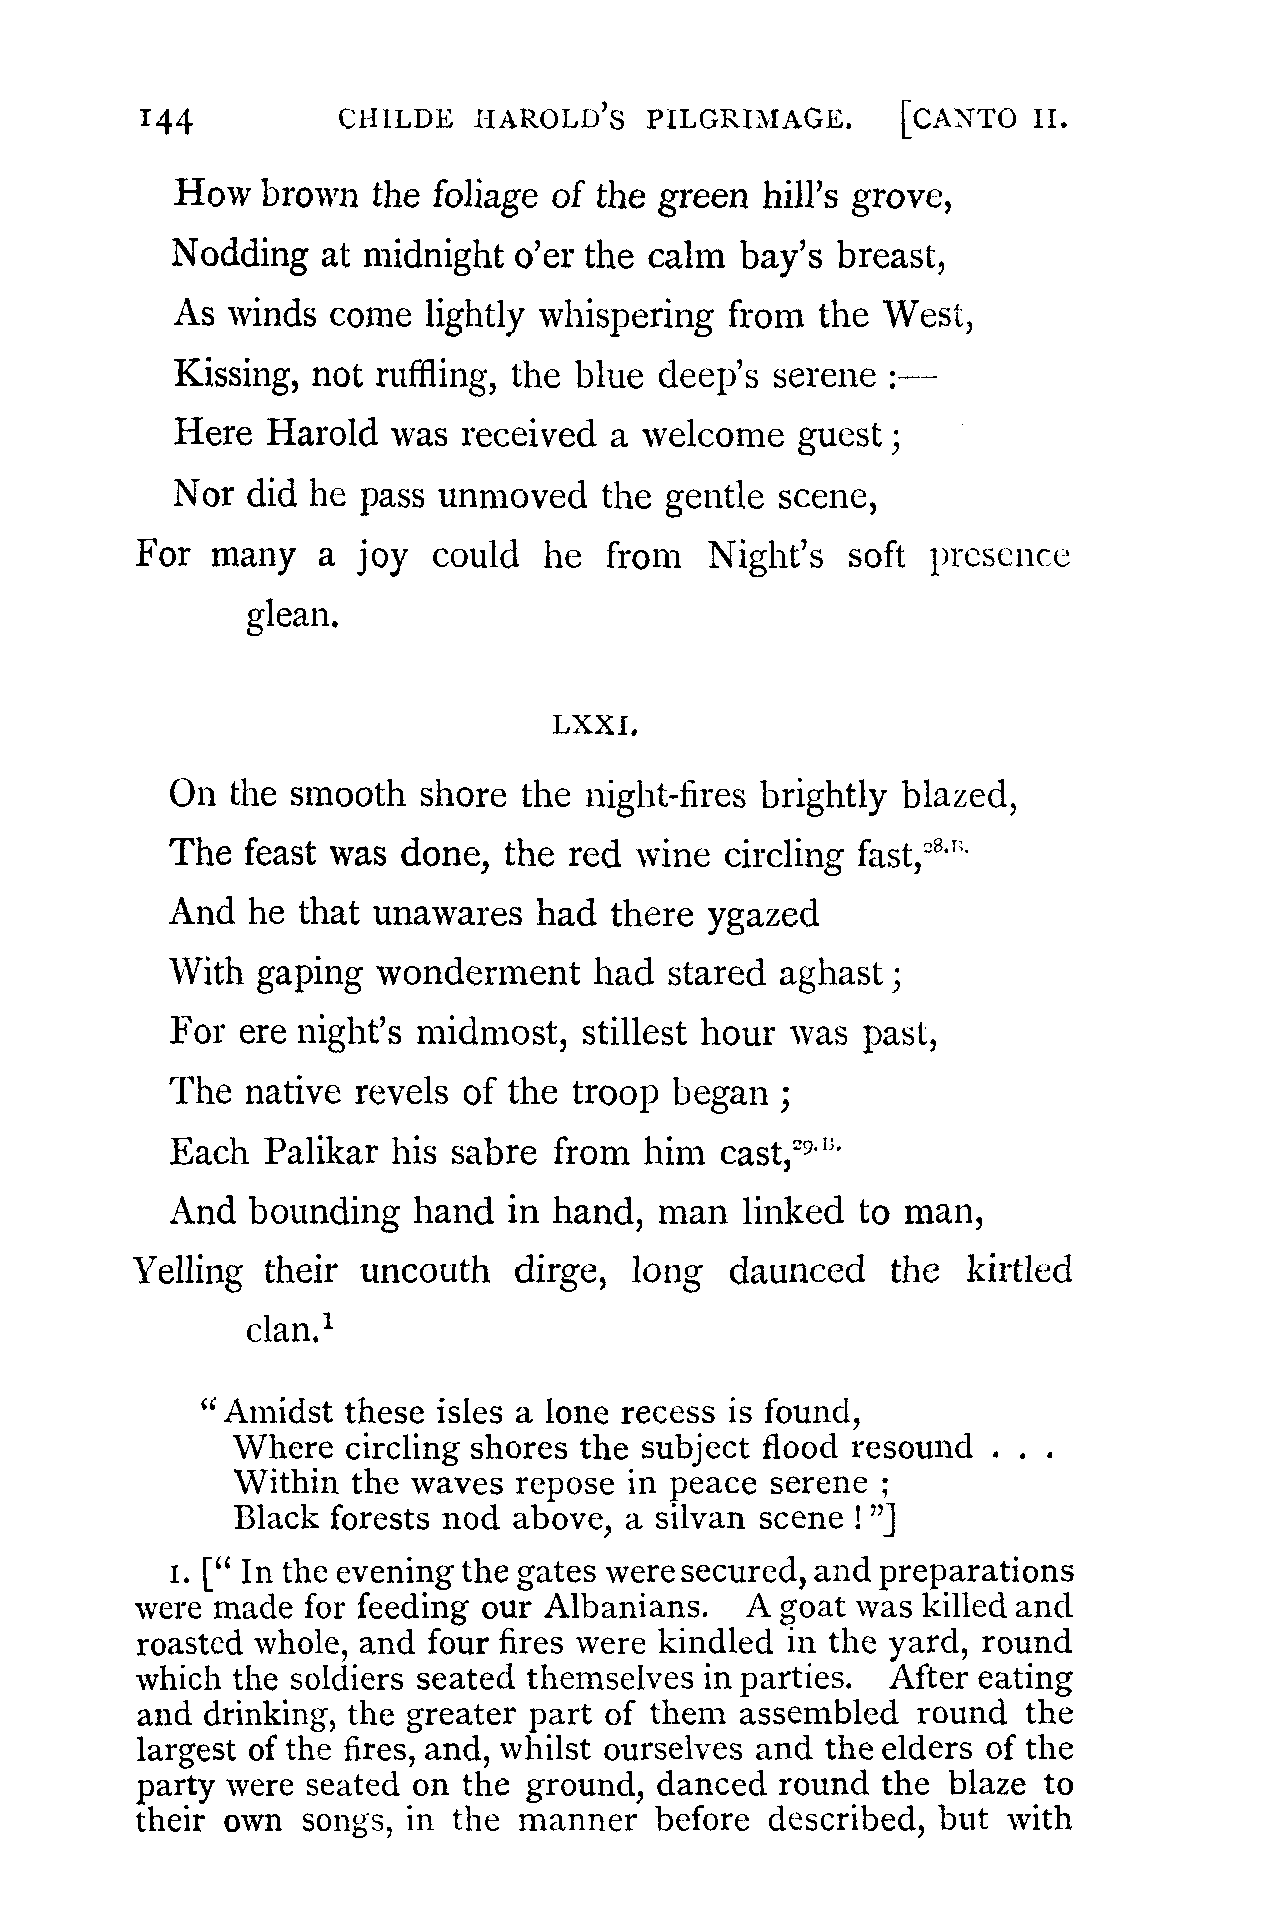 144 CHILDE HAROLD'S PILGRIMAGE. [CANTO II.
How brown the foliage of the green hill's grove,
Nodding at midnight o'er the calm bay's breast,
As winds come lightly whispering from the West,
Kissing, not ruffling, the blue deep's serene :—
Here Harold was received a welcome guest ;
Nor did he pass unmoved the gentle scene,
For many a joy could he from Night's soft presence
glean.
LXXI.
On the smooth shore the night-fires brightly blazed,
The feast was done, the red wine circling fast,28.B.
And he that unawares had there ygazed
With gaping wonderment had stared aghast ;
For ere night's midmost, stillest hour was past,
The native revels of the troop began ;
Each Palikar his sabre from him cast,29.B.
And bounding hand in hand, man linked to man,
Yelling their uncouth dirge, long daunced the kirtled
clan.1
"Amidst these isles a lone recess is found,
Where circling shores the subject flood resound . . .
Within the waves repose in peace serene ;
Black forests nod above, a silvan scene ! "]
1. [" In the evening the gates were secured, and preparations
were made for feeding our Albanians. A goat was killed and
roasted whole, and four fires were kindled in the yard, round
which the soldiers seated themselves in parties. After eating
and drinking, the greater part of them assembled round the
largest of the fires, and, whilst ourselves and the elders of the
party were seated on the ground, danced round the blaze to
their own songs, in the manner before described, but with